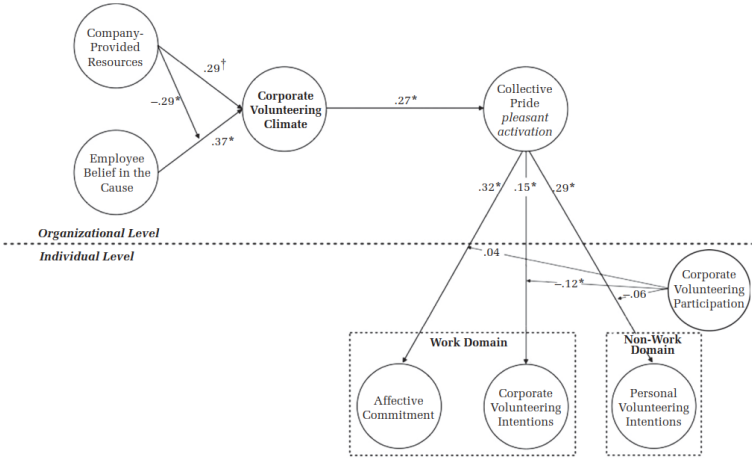 Company-
Provided
Resources
.29†
–.29*
.37*
Employee
Belief in the
Cause
Corporate
Volunteering
Climate
.27*
Collective
Pride
pleasant
activation
.32*
.15*
.29*
Organizational Level
Individual Level
.04
–.12*
–.06
Corporate
Volunteering
Participation
Work Domain
Non-Work
Domain
Affective
Commitment
Corporate
Volunteering
Intentions
Personal
Volunteering
Intentions